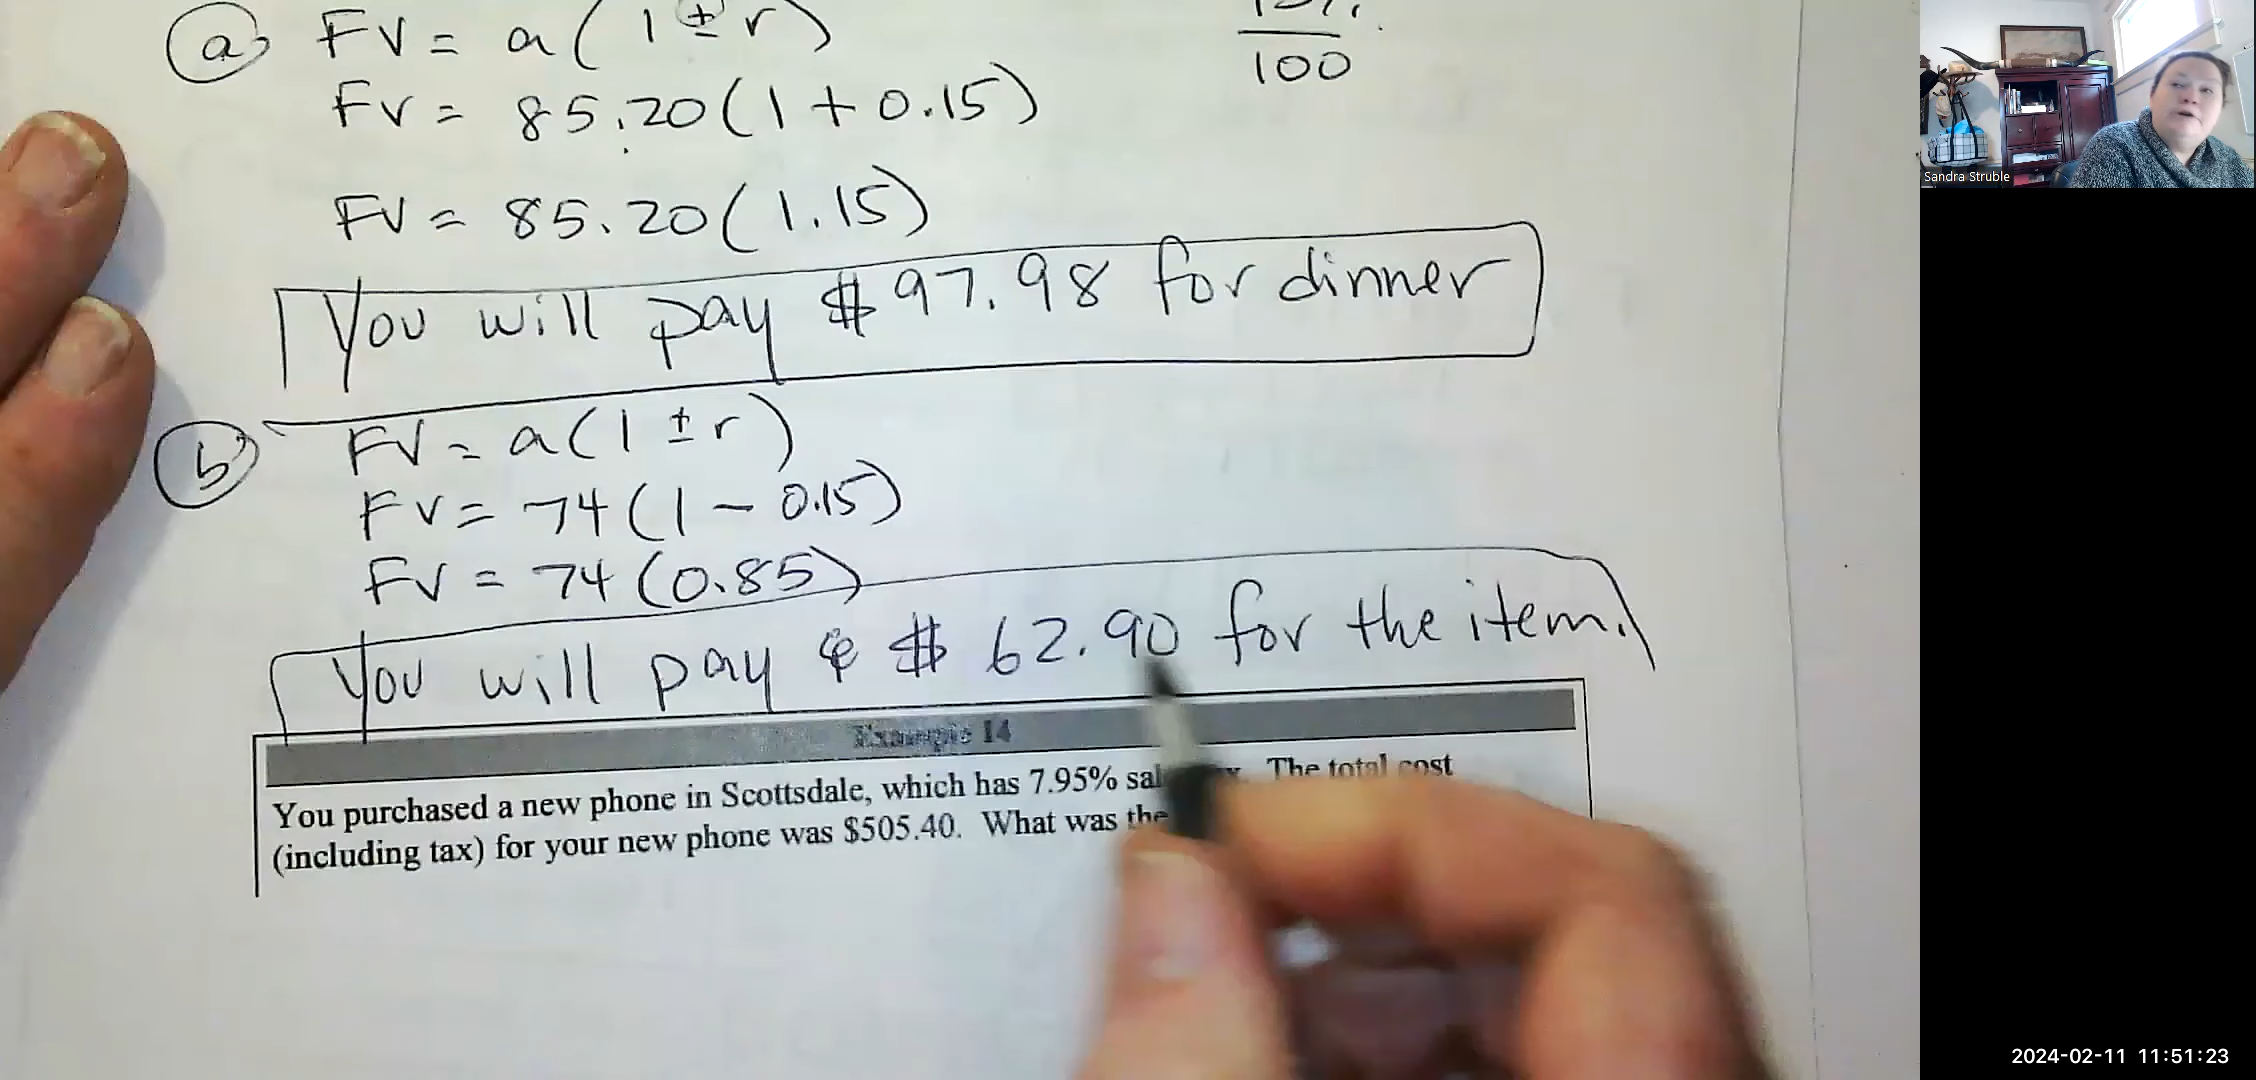 a FV = a(1 ± r)
100
FV = 85.20(1 + 0.15)
FV = 85.20(1.15)
You will pay $97.98 for dinner
b FV = a(1 ± r)
FV = 74(1 - 0.15)
FV = 74(0.85)
You will pay $ 62.90 for the item.
Example 14
You purchased a new phone in Scottsdale, which has 7.95% The total cost
(including tax) for your new phone was $505.40. What was the
Sandra Struble
2024-02-11 11:51:23